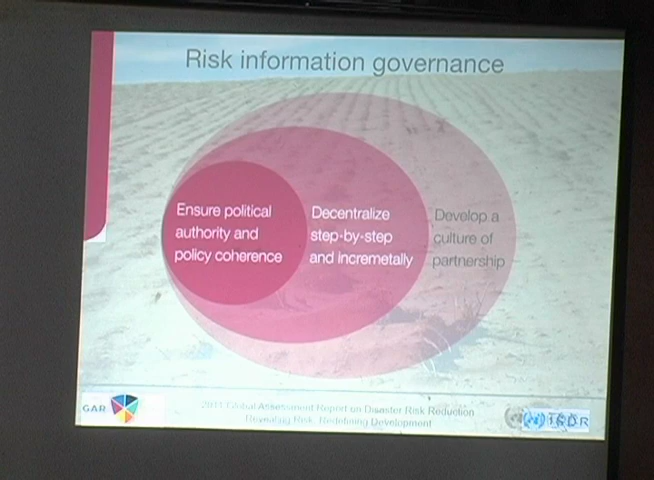 Risk information governance
Ensure political
authority and
policy coherence
Decentralize
step-by-step
and incremetally
Develop a
culture of
partnership
GAR
2011 Global Assessment Report on Disaster Risk Reduction
Revealing Risk, Redefining Development
ISDR